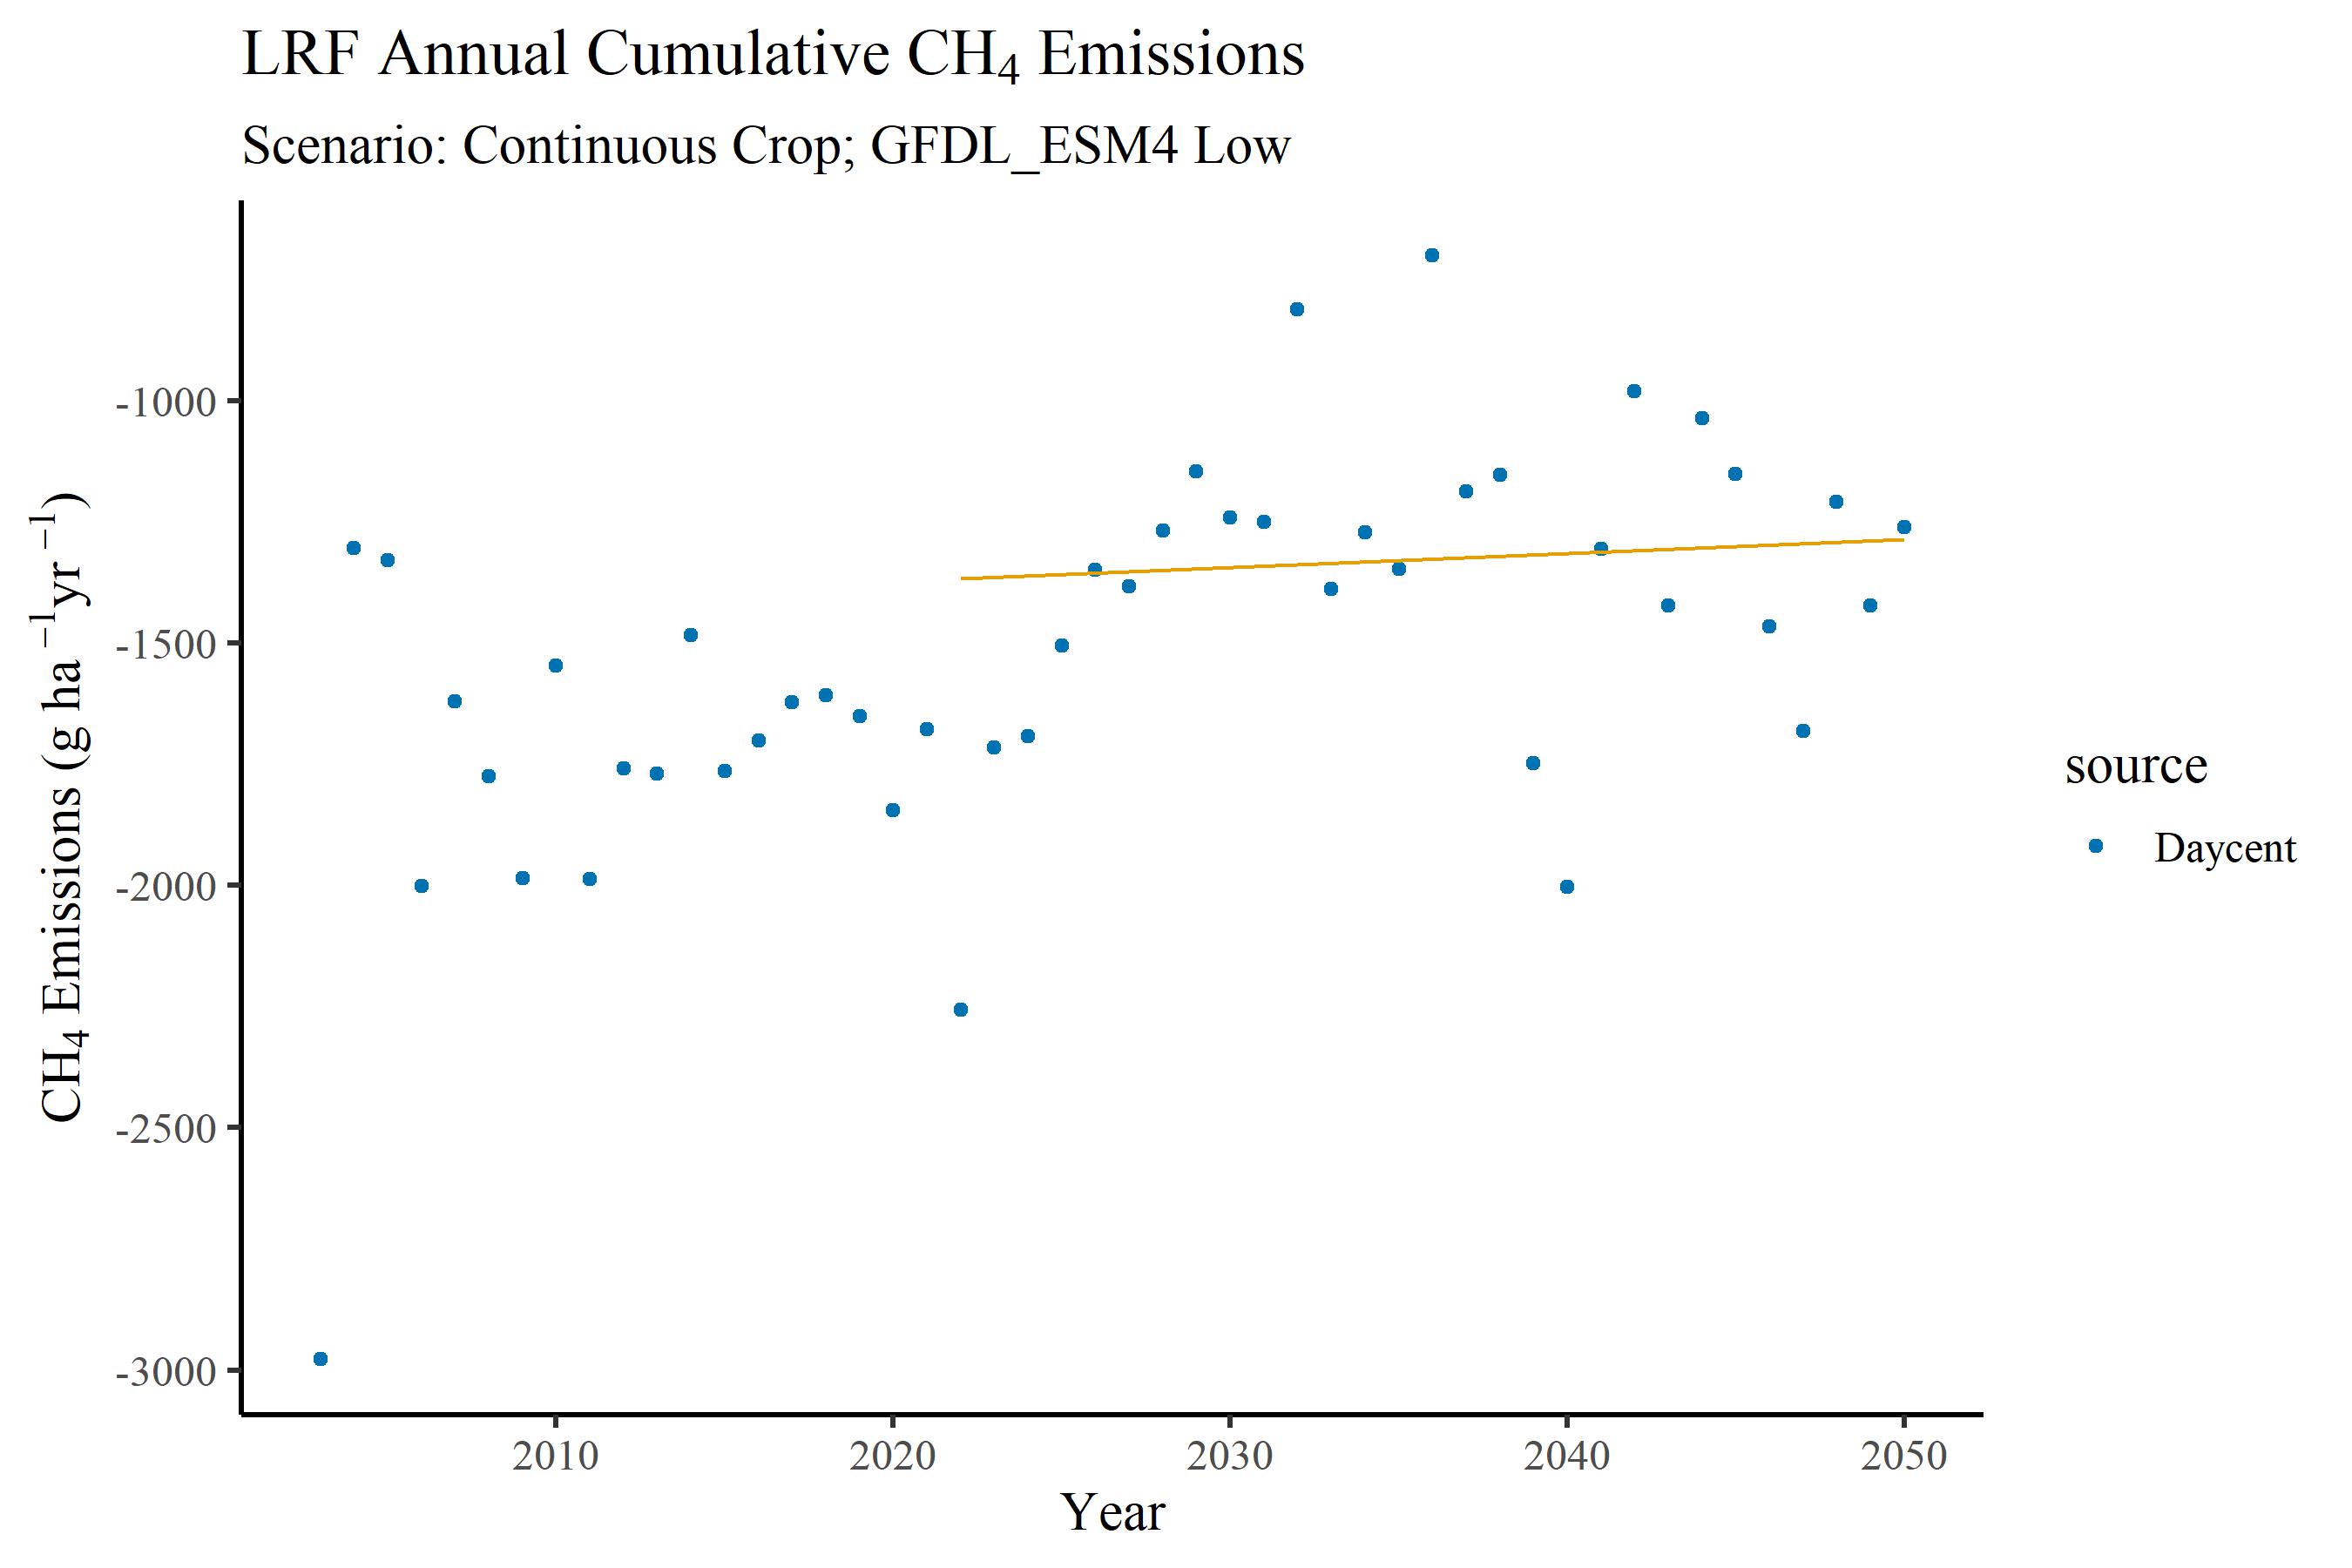 LRF Annual Cumulative CH₄ Emissions
Scenario: Continuous Crop; GFDL_ESM4 Low
CH₄ Emissions (g ha ⁻¹yr ⁻¹)
-1000
-1500
-2000
-2500
-3000
2010
2020
2030
2040
2050
Year
source
Daycent